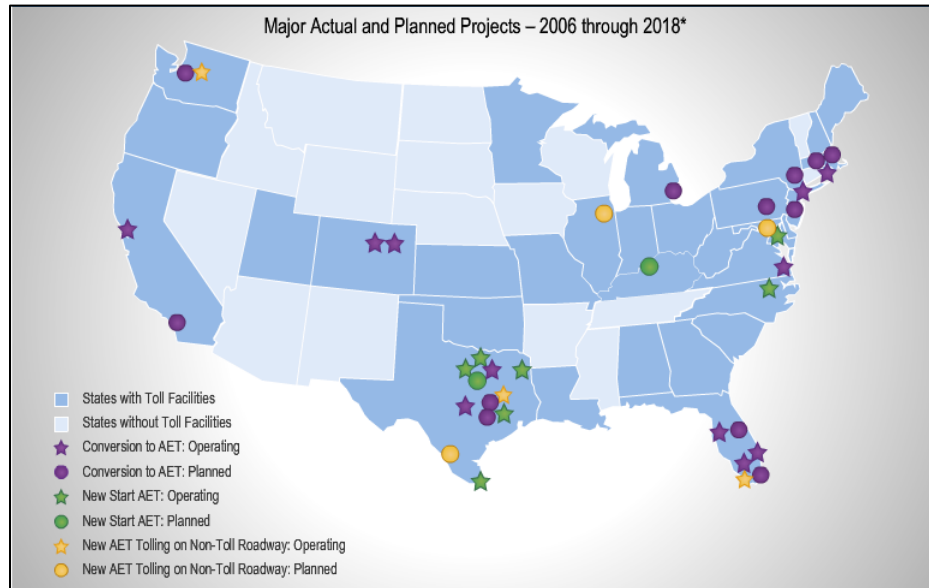 Major Actual and Planned Projects – 2006 through 2018*
States with Toll Facilities
States without Toll Facilities
Conversion to AET: Operating
Conversion to AET: Planned
New Start AET: Operating
New Start AET: Planned
New AET Tolling on Non-Toll Roadway: Operating
New AET Tolling on Non-Toll Roadway: Planned